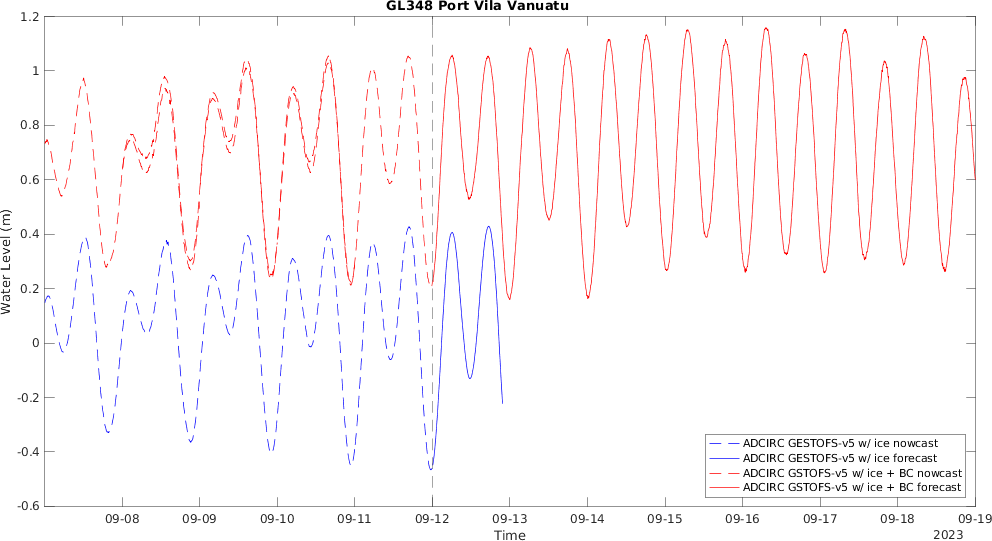 GL348 Port Vila Vanuatu
1.2
1
0.8
0.6
0.4
0.2
0
-0.2
-0.4
-0.6
Water Level (m)
ADCIRC GESTOFS-v5 w/ ice nowcast
ADCIRC GESTOFS-v5 w/ ice forecast
ADCIRC GSTOFS-v5 w/ ice + BC nowcast
ADCIRC GSTOFS-v5 w/ ice + BC forecast
09-08 09-09 09-10 09-11 09-12 09-13 09-14 09-15 09-16 09-17 09-18 09-19
Time
2023